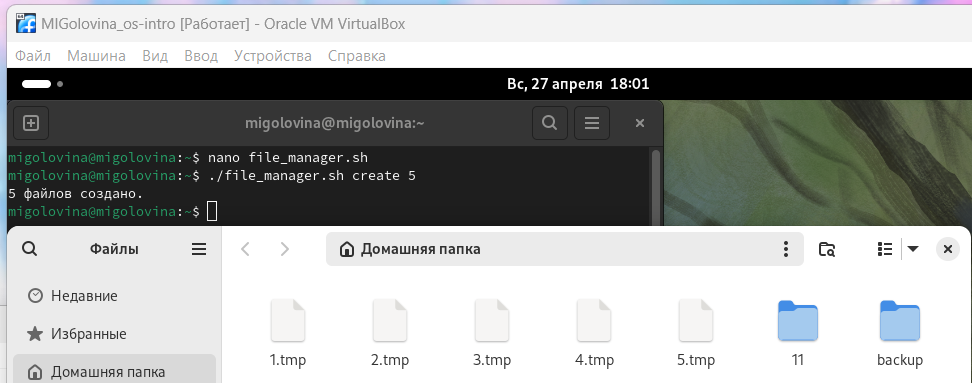 MIGolovina_os-intro [Работает] - Oracle VM VirtualBox
Файл Машина Вид Ввод Устройства Справка
Вс, 27 апреля 18:01
migolovina@migolovina:~
migolovina@migolovina:~$ nano file_manager.sh
migolovina@migolovina:~$ ./file_manager.sh create 5
5 файлов создано.
migolovina@migolovina:~$
Файлы
Домашняя папка
Недавние
Избранные
Домашняя папка
1.tmp 2.tmp 3.tmp 4.tmp 5.tmp 11 backup